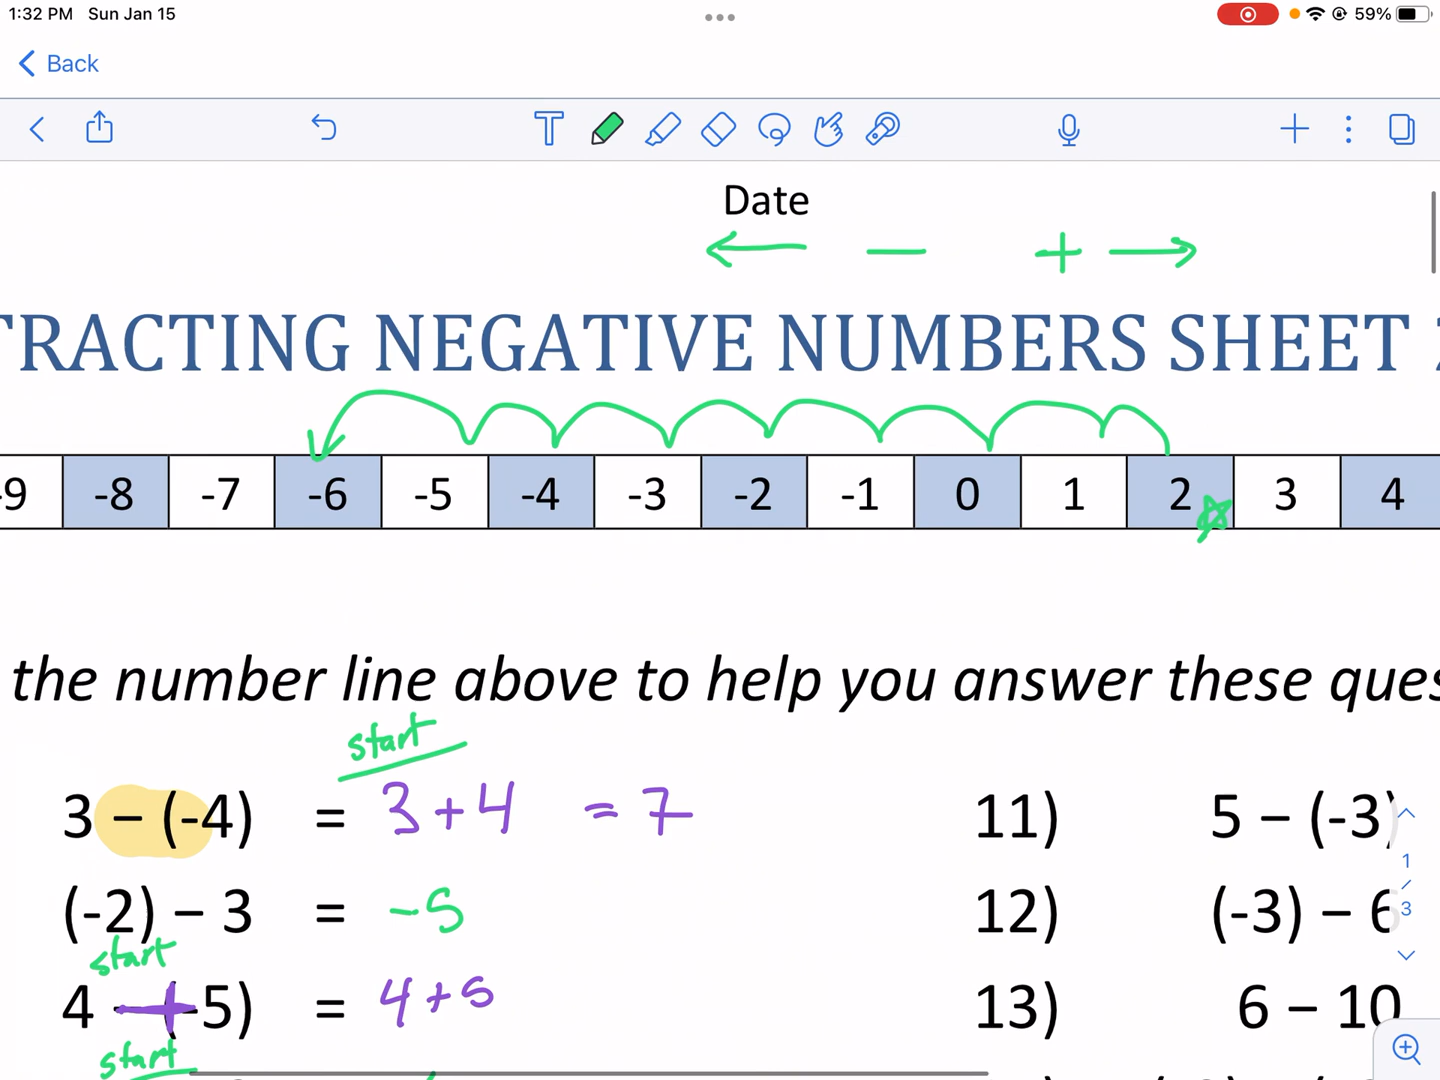 1:32 PM Sun Jan 15 59%
Back
Date
← − + →
TRACTING NEGATIVE NUMBERS SHEET
-9 -8 -7 -6 -5 -4 -3 -2 -1 0 1 2 3 4
the number line above to help you answer these ques
start
3 – (-4) = 3 + 4 = 7 11) 5 – (-3)
(-2) – 3 = -5 12) (-3) – 6
start
4 + 5) = 4 + 5 13) 6 – 10
start
1
/
3